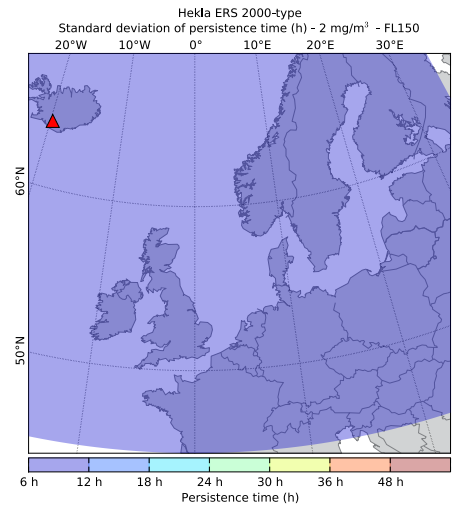 Hekla ERS 2000-type
Standard deviation of persistence time (h) - 2 mg/m³ - FL150
20°W 10°W 0° 10°E 20°E 30°E
60°N
50°N
6 h 12 h 18 h 24 h 30 h 36 h 48 h
Persistence time (h)